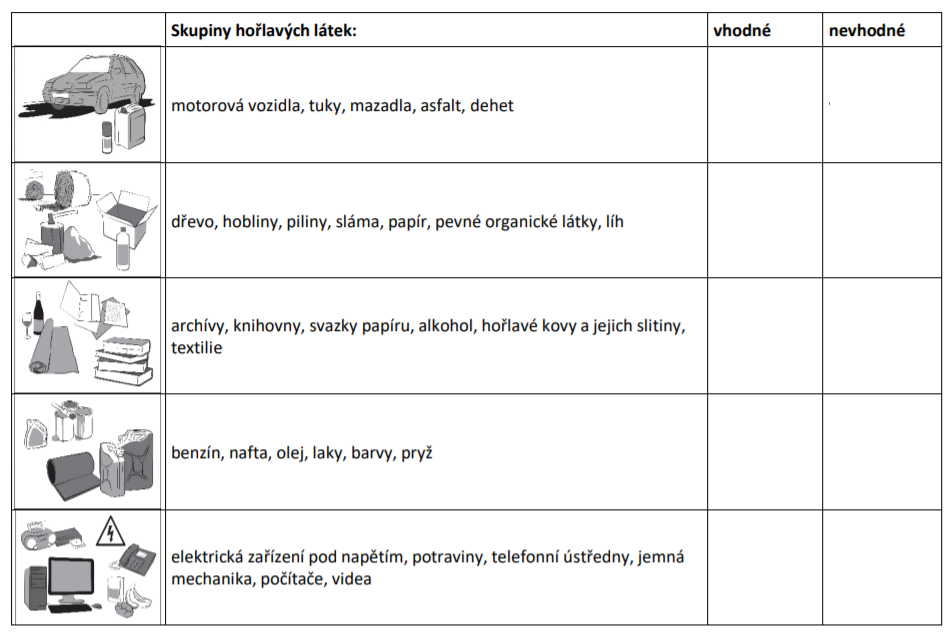 Skupiny hořlavých látek: vhodné nevhodné
motorová vozidla, tuky, mazadla, asfalt, dehet
dřevo, hobliny, piliny, sláma, papír, pevné organické látky, líh
archívy, knihovny, svazky papíru, alkohol, hořlavé kovy a jejich slitiny,
textilie
benzín, nafta, olej, laky, barvy, pryž
elektrická zařízení pod napětím, potraviny, telefonní ústředny, jemná
mechanika, počítače, videa